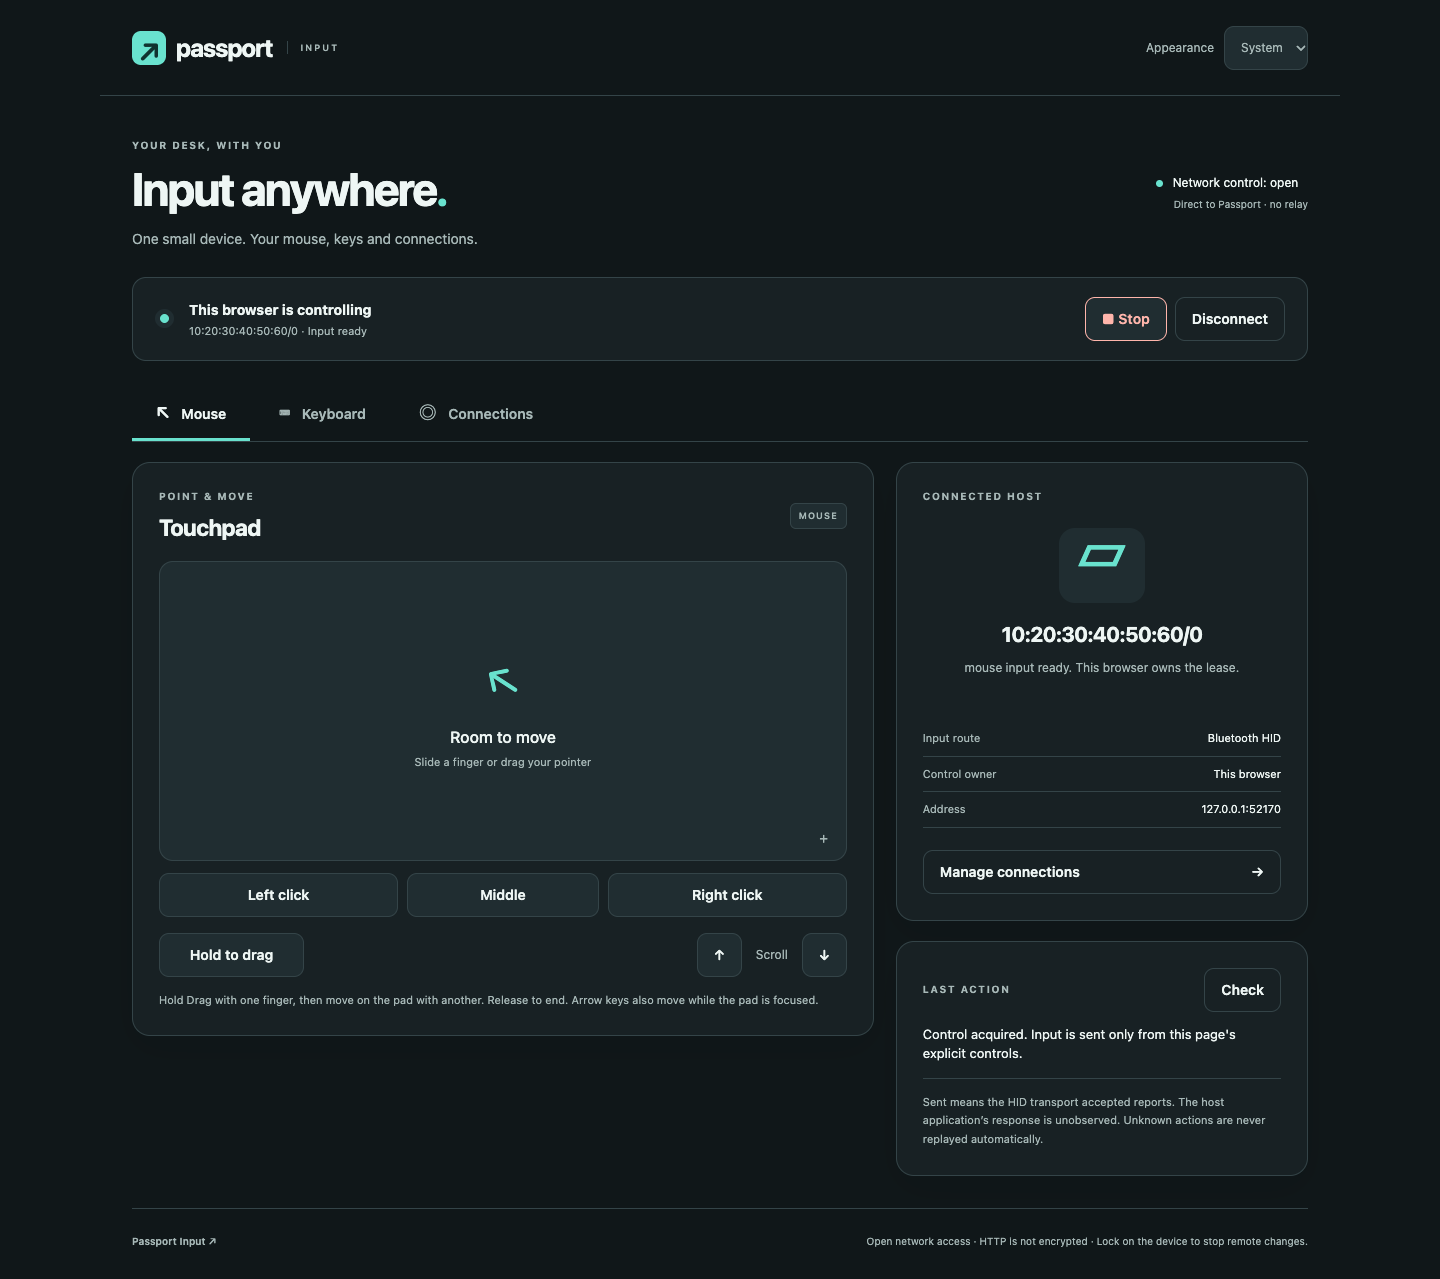 passport
INPUT
Appearance
System
YOUR DESK, WITH YOU
Input anywhere.
One small device. Your mouse, keys and connections.
Network control: open
Direct to Passport · no relay
This browser is controlling
10:20:30:40:50:60/0 · Input ready
Stop
Disconnect
Mouse
Keyboard
Connections
POINT & MOVE
Touchpad
MOUSE
Room to move
Slide a finger or drag your pointer
+
Left click
Middle
Right click
Hold to drag
↑
Scroll
↓
Hold Drag with one finger, then move on the pad with another. Release to end. Arrow keys also move while the pad is focused.
CONNECTED HOST
10:20:30:40:50:60/0
mouse input ready. This browser owns the lease.
Input route
Bluetooth HID
Control owner
This browser
Address
127.0.0.1:52170
Manage connections →
LAST ACTION
Check
Control acquired. Input is sent only from this page's
explicit controls.
Sent means the HID transport accepted reports. The host
application’s response is unobserved. Unknown actions are never
replayed automatically.
Passport Input ↗
Open network access · HTTP is not encrypted · Lock on the device to stop remote changes.